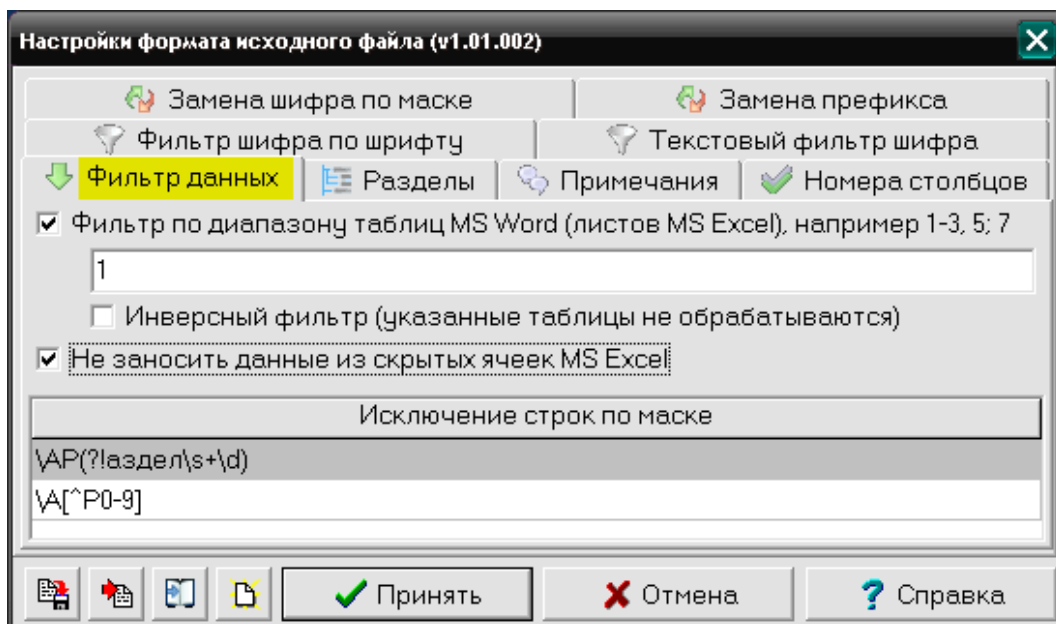 Настройки формата исходного файла (v1.01.002)
Замена шифра по маске
Замена префикса
Фильтр шифра по шрифту
Текстовый фильтр шифра
Фильтр данных
Разделы
Примечания
Номера столбцов
Фильтр по диапазону таблиц MS Word (листов MS Excel), например 1-3, 5; 7
1
Инверсный фильтр (указанные таблицы не обрабатываются)
Не заносить данные из скрытых ячеек MS Excel
Исключение строк по маске
\AР(?!аздел\s+\d)
\A[^Р0-9]
Принять
Отмена
Справка